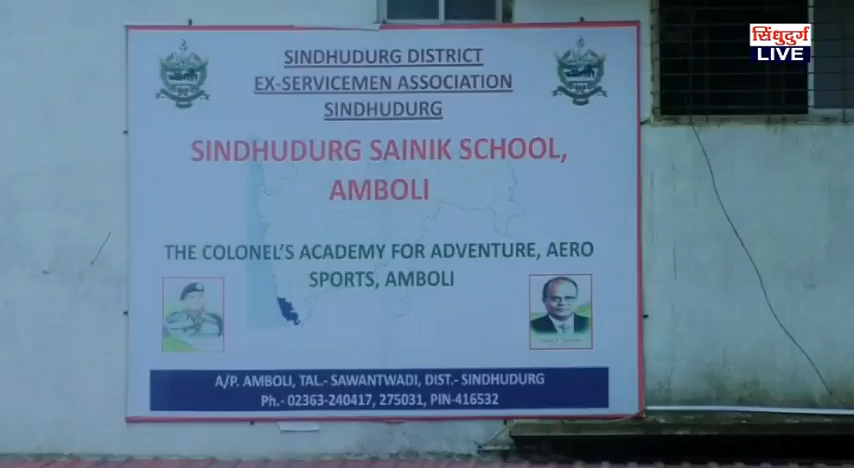 सिंधुदुर्ग
LIVE
SINDHUDURG DISTRICT
EX-SERVICEMEN ASSOCIATION
SINDHUDURG
SINDHUDURG SAINIK SCHOOL,
AMBOLI
THE COLONEL'S ACADEMY FOR ADVENTURE, AERO
SPORTS, AMBOLI
A/P. AMBOLI, TAL.- SAWANTWADI, DIST.- SINDHUDURG
Ph.- 02363-240417, 275031, PIN-416532